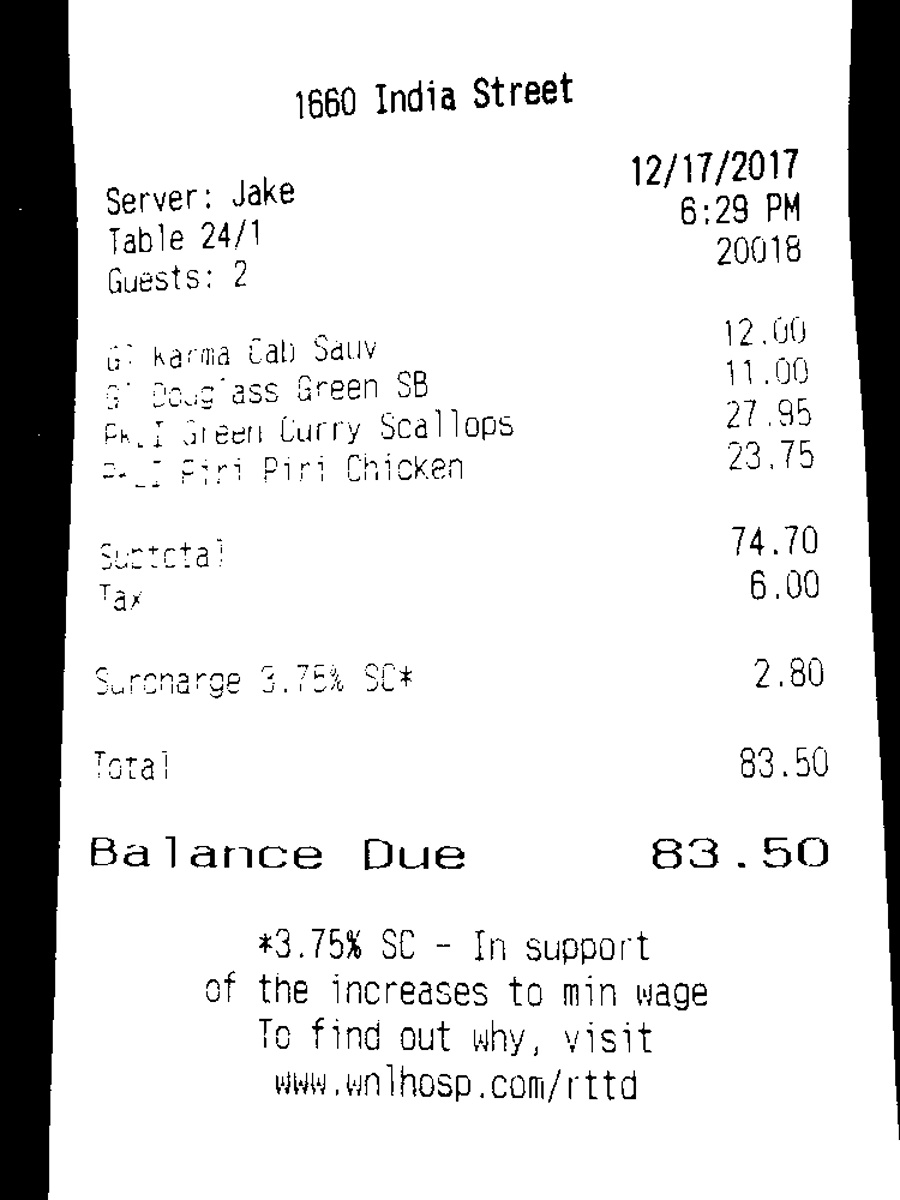 1660 India Street
12/17/2017
Server: Jake
6:29 PM
Table 24/1
20018
Guests: 2
Gl Karma Cab Sauv 12.00
Gl Douglass Green SB 11.00
Green Curry Scallops 27.95
Piri Piri Chicken 23.75
Subtotal 74.70
Tax 6.00
Surcharge 3.75% SC* 2.80
Total 83.50
Balance Due 83.50
*3.75% SC - In support
of the increases to min wage
To find out why, visit
www.wnlhosp.com/rttd